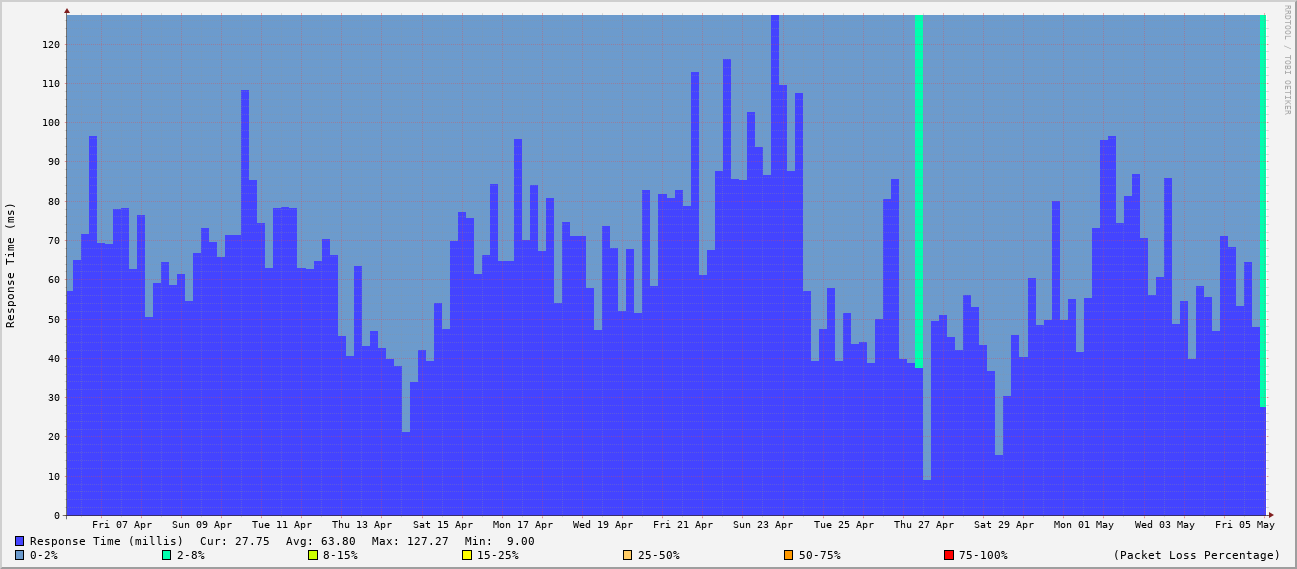 RRDTOOL / TOBI OETIKER
Response Time (ms)
120
110
100
90
80
70
60
50
40
30
20
10
0
Fri 07 Apr Sun 09 Apr Tue 11 Apr Thu 13 Apr Sat 15 Apr Mon 17 Apr Wed 19 Apr Fri 21 Apr Sun 23 Apr Tue 25 Apr Thu 27 Apr Sat 29 Apr Mon 01 May Wed 03 May Fri 05 May
Response Time (millis) Cur: 27.75 Avg: 63.80 Max: 127.27 Min: 9.00
0-2% 2-8% 8-15% 15-25% 25-50% 50-75% 75-100% (Packet Loss Percentage)